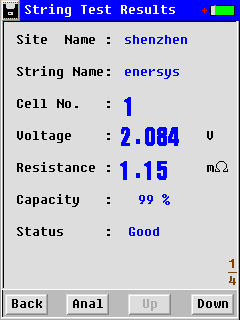 String Test Results
Site Name : shenzhen
String Name: enersys
Cell No. : 1
Voltage : 2.084 V
Resistance : 1.15 mΩ
Capacity : 99 %
Status : Good
1/4
Back Anal Up Down